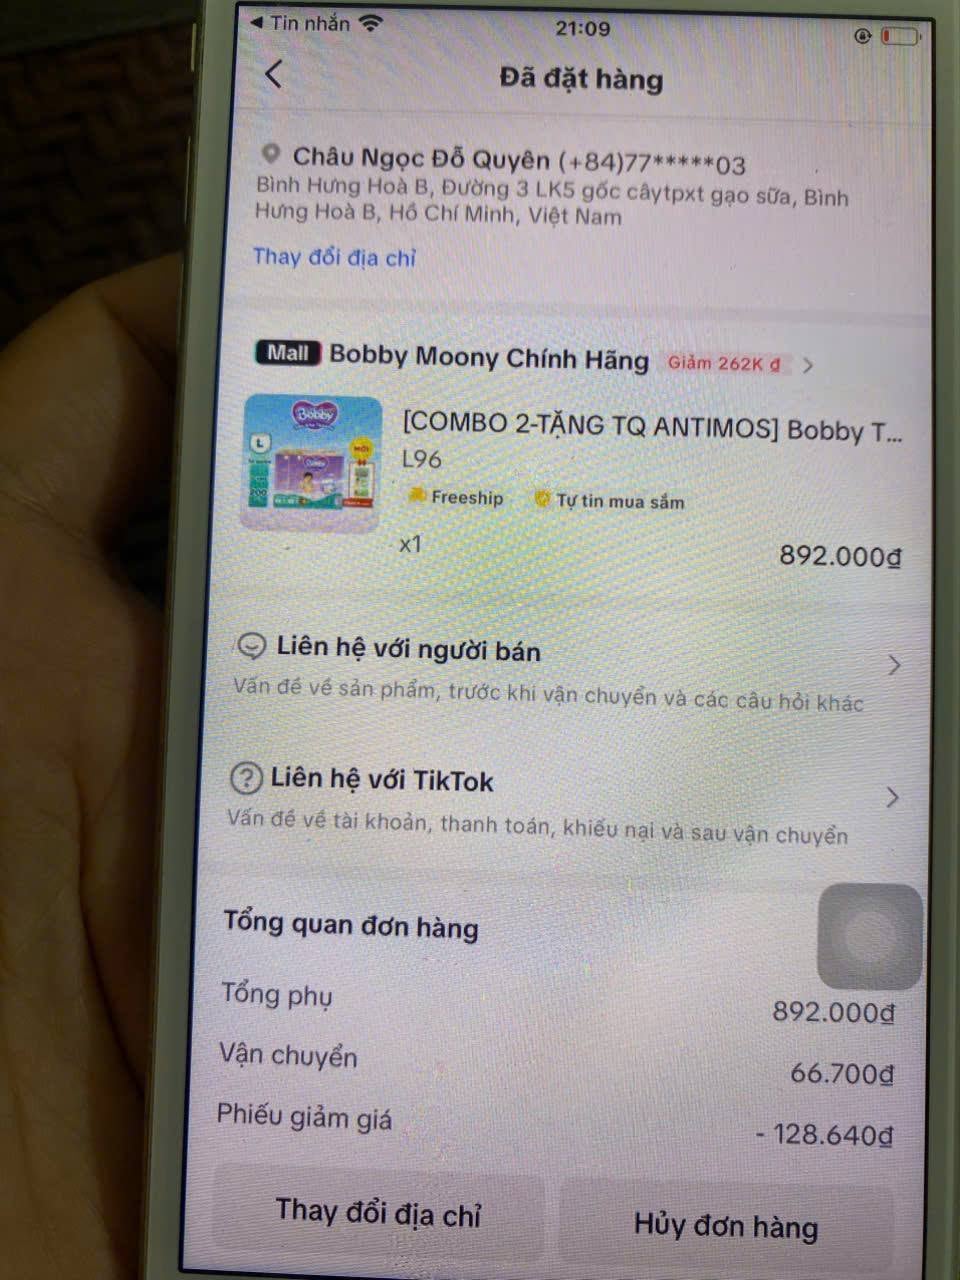 ◄ Tin nhắn
21:09
Đã đặt hàng
Châu Ngọc Đỗ Quyên (+84)77*****03
Bình Hưng Hoà B, Đường 3 LK5 gốc câytpxt gạo sữa, Bình
Hưng Hoà B, Hồ Chí Minh, Việt Nam
Thay đổi địa chỉ
Mall Bobby Moony Chính Hãng Giảm 262K đ
Bobby
L
MỚI
[COMBO 2-TẶNG TQ ANTIMOS] Bobby T...
L96
Freeship Tự tin mua sắm
x1
892.000₫
Liên hệ với người bán
Vấn đề về sản phẩm, trước khi vận chuyển và các câu hỏi khác
Liên hệ với TikTok
Vấn đề về tài khoản, thanh toán, khiếu nại và sau vận chuyển
Tổng quan đơn hàng
Tổng phụ 892.000₫
Vận chuyển 66.700₫
Phiếu giảm giá - 128.640₫
Thay đổi địa chỉ Hủy đơn hàng